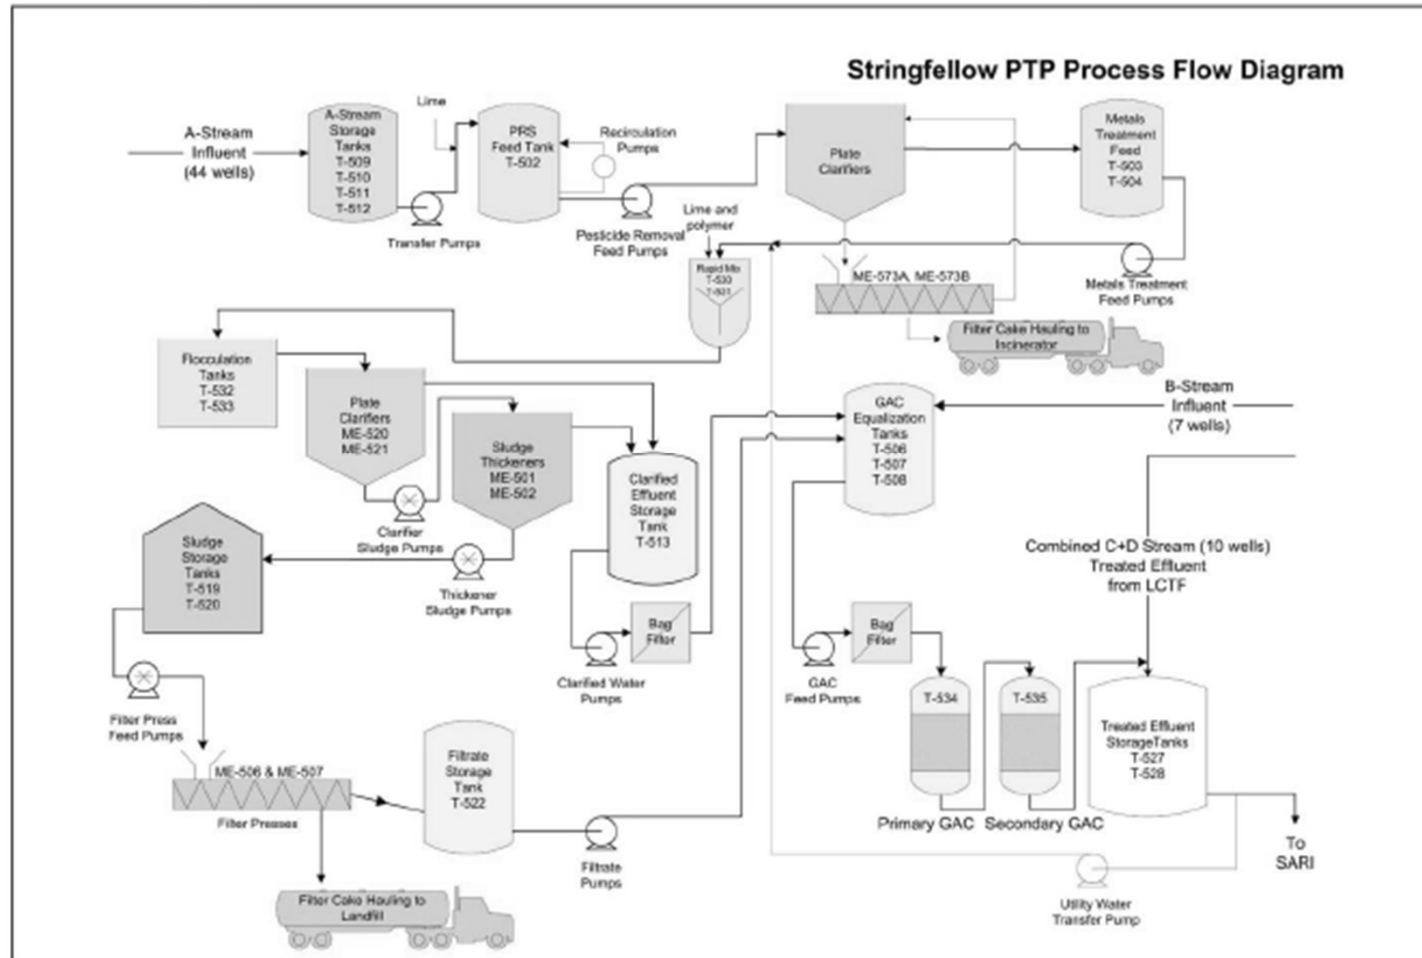 Stringfellow PTP Process Flow Diagram
A-Stream
Influent
(44 wells)
A-Stream
Storage
Tanks
T-509
T-510
T-511
T-512
Transfer Pumps
Lime
PRS
Feed Tank
T-502
Recirculation
Pumps
Pesticide Removal
Feed Pumps
Plate
Clarifiers
Metals
Treatment
Feed
T-503
T-504
Metals Treatment
Feed Pumps
Lime and
polymer
Rapid Mix
T-530
T-531
ME-573A, ME-573B
Filter Cake Hauling to
Incinerator
Flocculation
Tanks
T-532
T-533
Plate
Clarifiers
ME-520
ME-521
Clarifier
Sludge Pumps
Sludge
Thickeners
ME-501
ME-502
Thickener
Sludge Pumps
Clarified
Effluent
Storage
Tank
T-513
GAC
Equalization
Tanks
T-506
T-507
T-508
B-Stream
Influent
(7 wells)
Combined C+D Stream (10 wells)
Treated Effluent
from LCTF
Sludge
Storage
Tanks
T-519
T-520
Filter Press
Feed Pumps
Clarified Water
Pumps
Bag
Filter
GAC
Feed Pumps
Bag
Filter
T-534
Primary GAC
T-535
Secondary GAC
Treated Effluent
StorageTanks
T-527
T-528
To
SARI
Utility Water
Transfer Pump
ME-506 & ME-507
Filter Presses
Filtrate
Storage
Tank
T-522
Filtrate
Pumps
Filter Cake Hauling to
Landfill